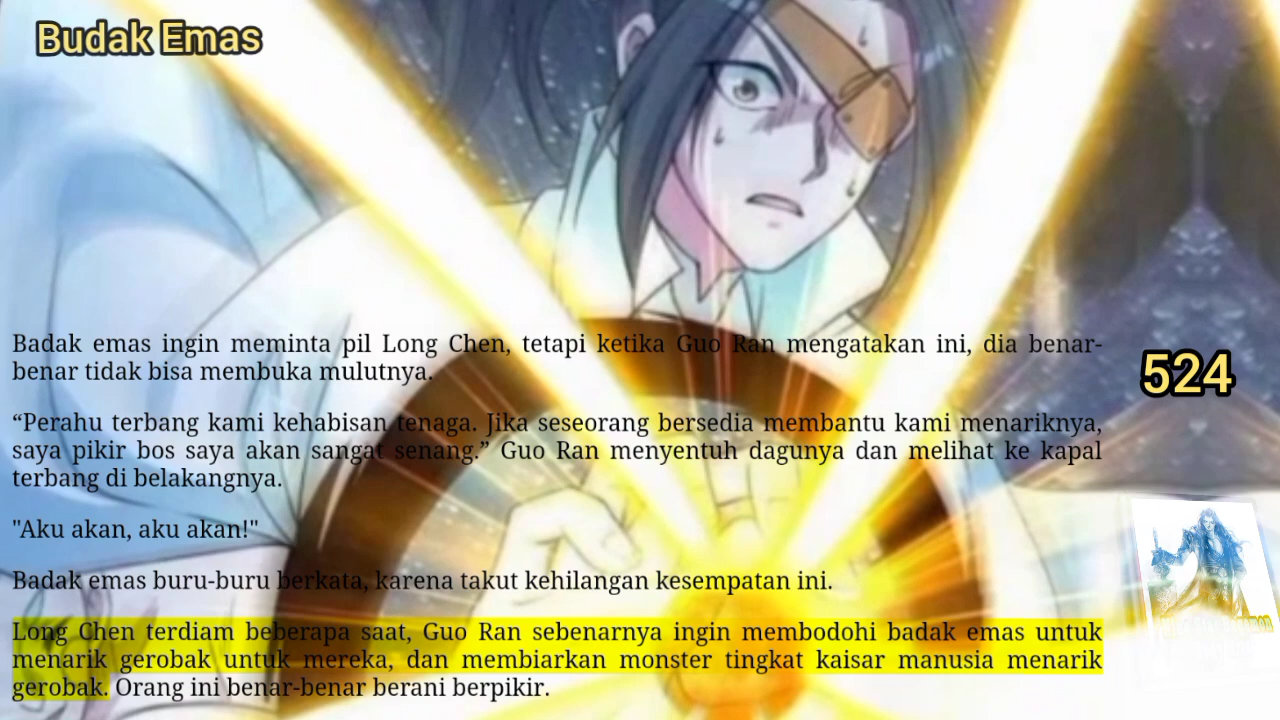 Budak Emas
Badak emas ingin meminta pil Long Chen, tetapi ketika Guo Ran mengatakan ini, dia benar-
benar tidak bisa membuka mulutnya.
“Perahu terbang kami kehabisan tenaga. Jika seseorang bersedia membantu kami menariknya,
saya pikir bos saya akan sangat senang.” Guo Ran menyentuh dagunya dan melihat ke kapal
terbang di belakangnya.
"Aku akan, aku akan!"
Badak emas buru-buru berkata, karena takut kehilangan kesempatan ini.
Long Chen terdiam beberapa saat, Guo Ran sebenarnya ingin membodohi badak emas untuk
menarik gerobak untuk mereka, dan membiarkan monster tingkat kaisar manusia menarik
gerobak. Orang ini benar-benar berani berpikir.
524